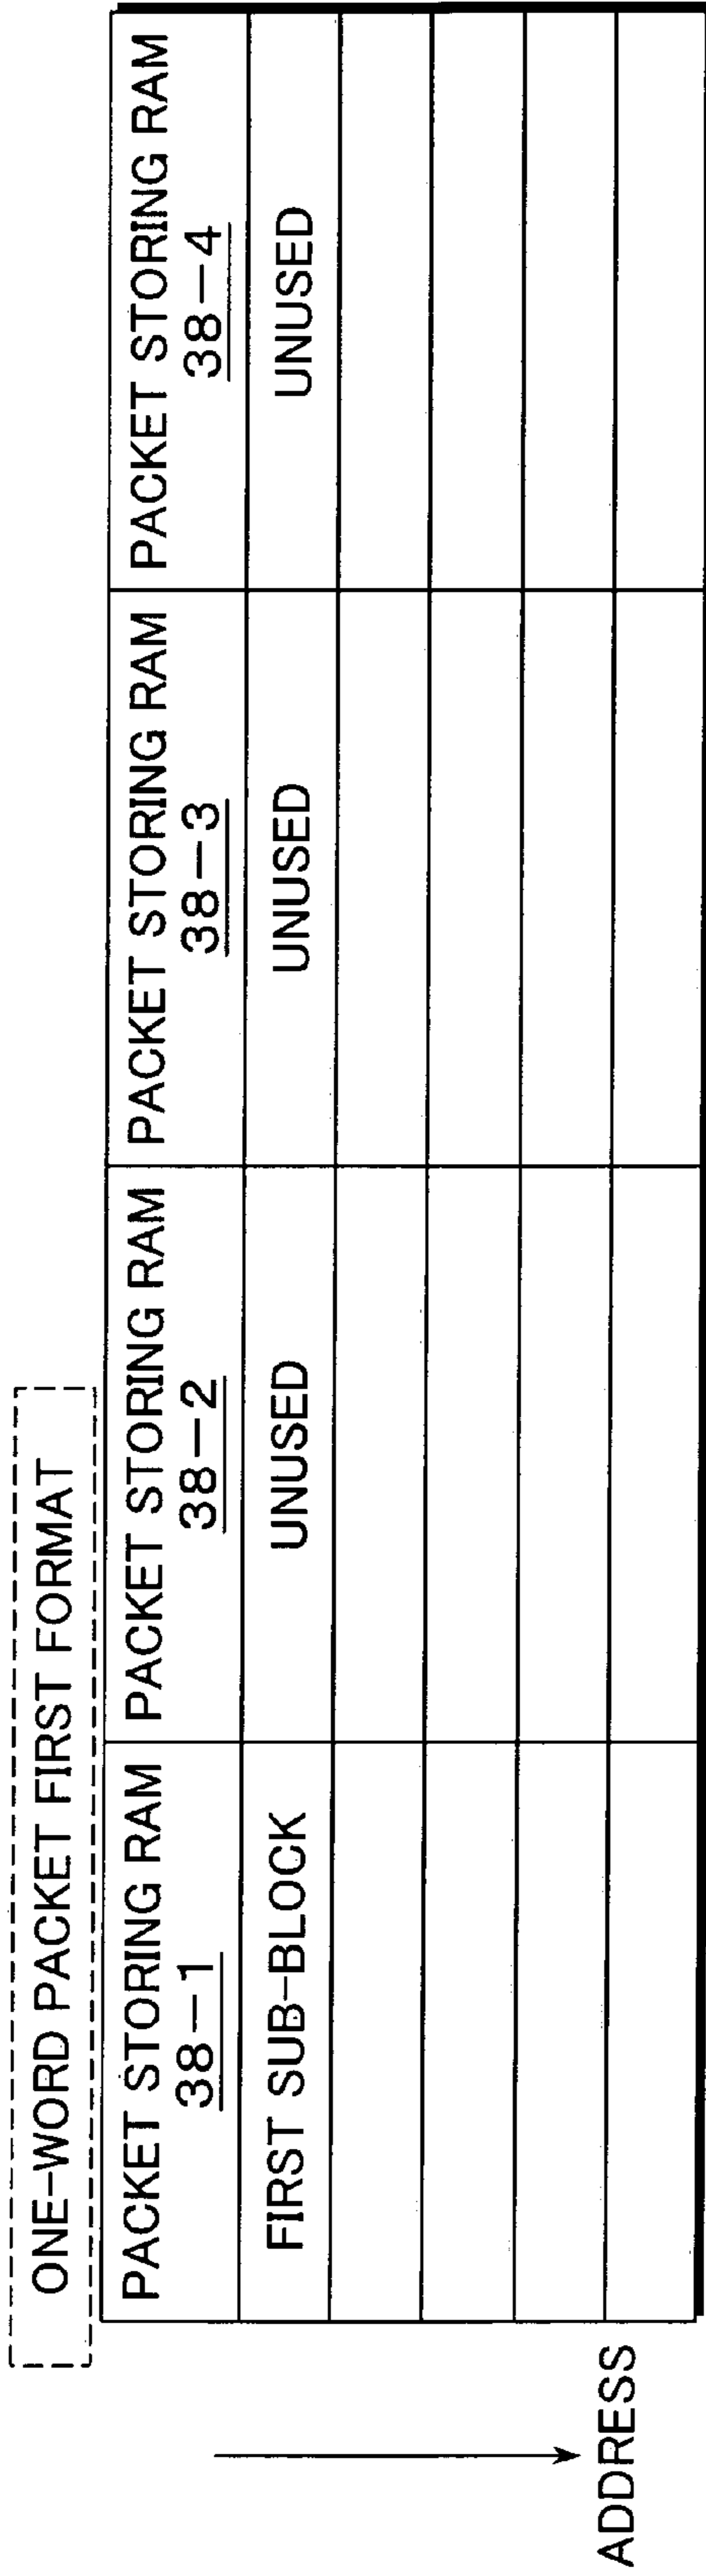 ONE-WORD PACKET FIRST FORMAT
PACKET STORING RAM
38-1
PACKET STORING RAM
38-2
PACKET STORING RAM
38-3
PACKET STORING RAM
38-4
FIRST SUB-BLOCK
UNUSED
UNUSED
UNUSED
ADDRESS